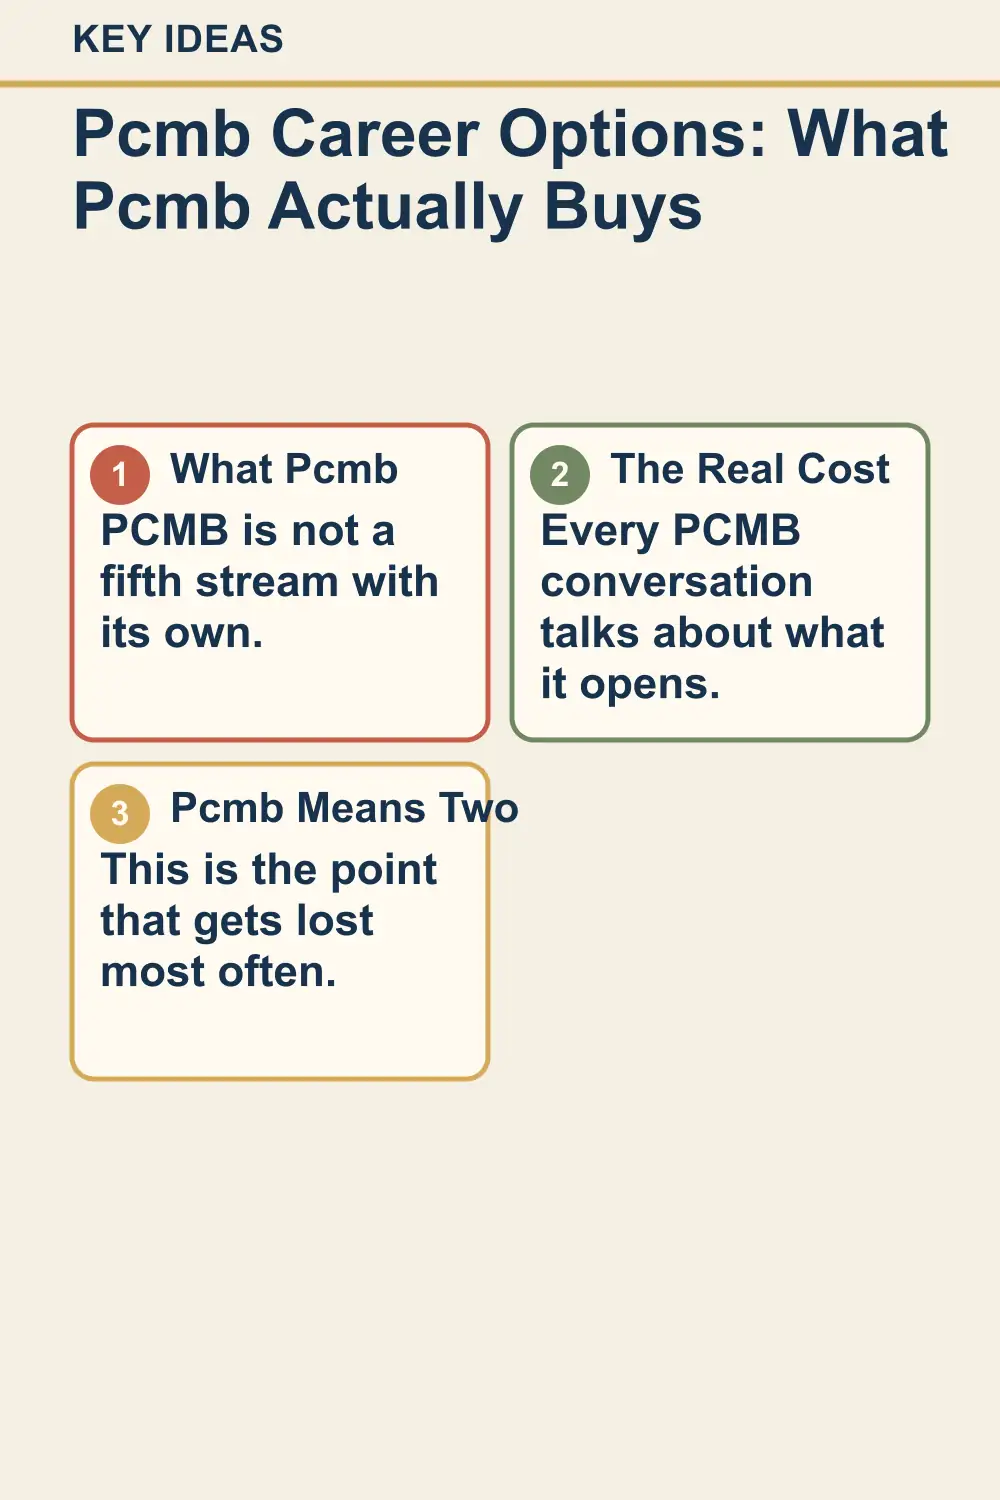 KEY IDEAS
Pcmb Career Options: What
Pcmb Actually Buys
1 What Pcmb
PCMB is not a
fifth stream with
its own.
2 The Real Cost
Every PCMB
conversation
talks about what
it opens.
3 Pcmb Means Two
This is the point
that gets lost
most often.